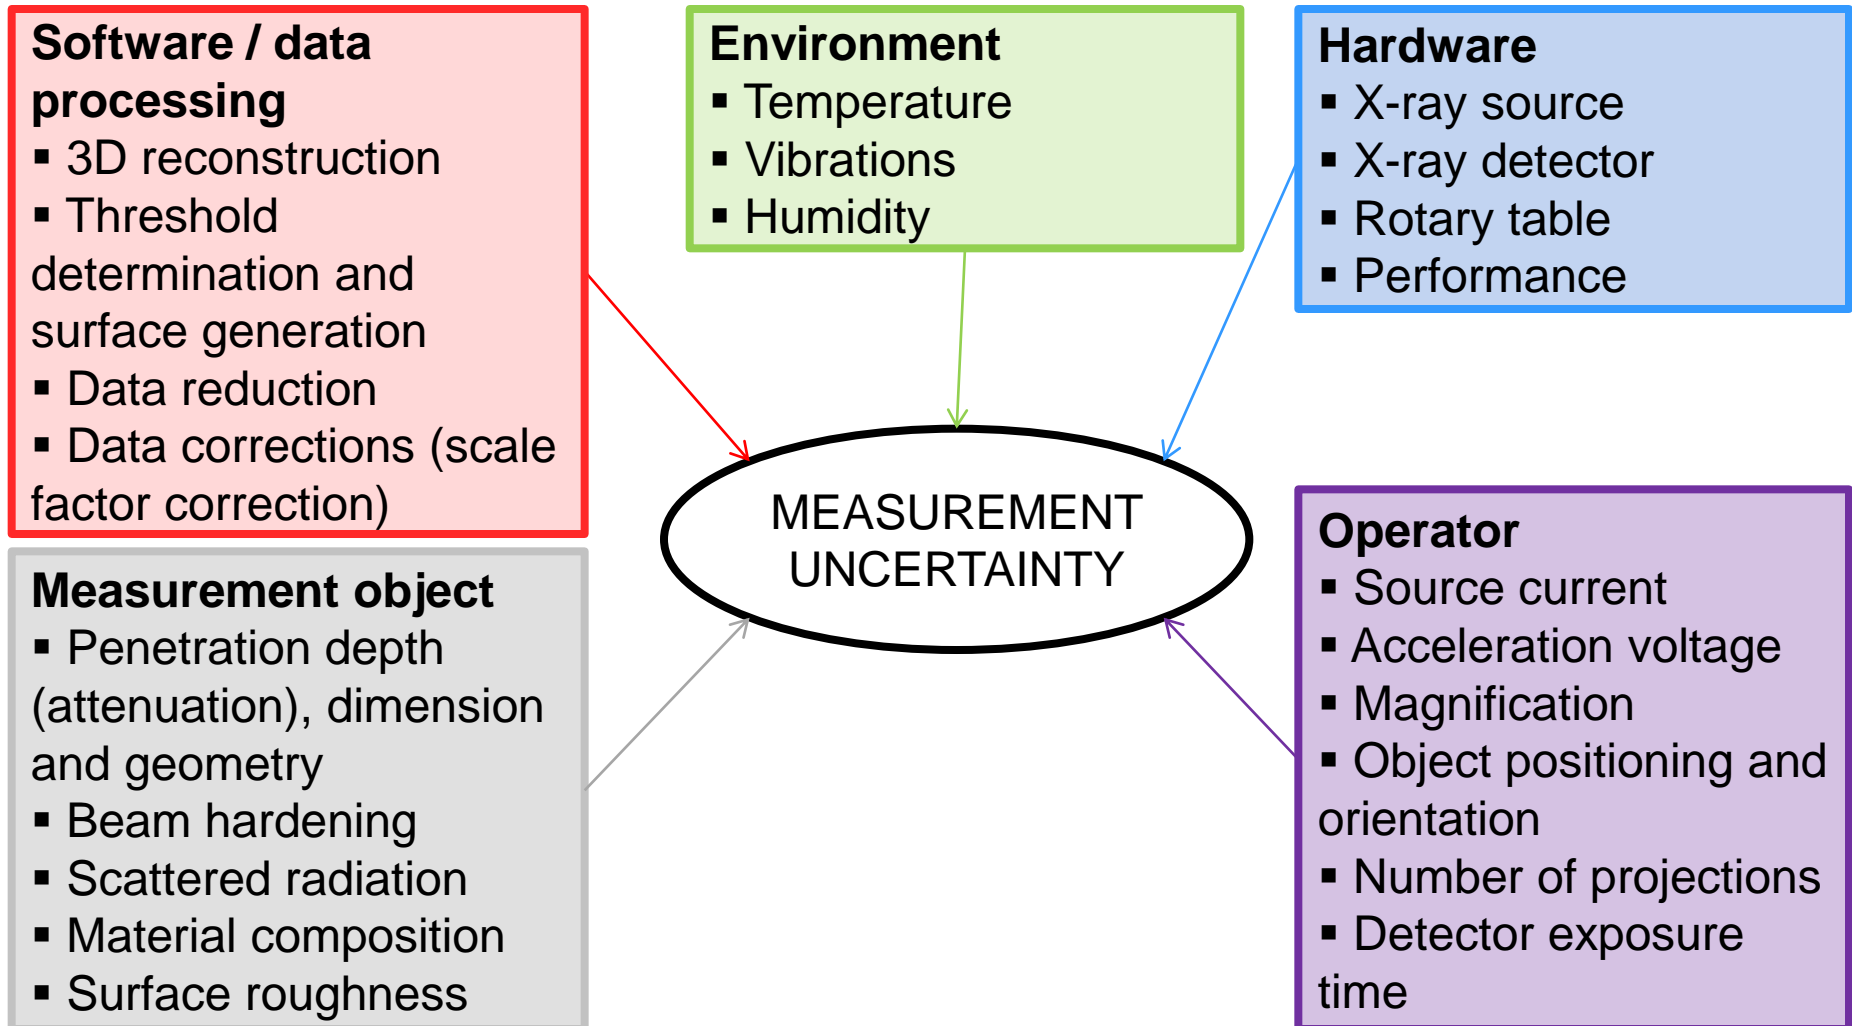 Software / data
processing
▪ 3D reconstruction
▪ Threshold
determination and
surface generation
▪ Data reduction
▪ Data corrections (scale
factor correction)
Environment
▪ Temperature
▪ Vibrations
▪ Humidity
Hardware
▪ X-ray source
▪ X-ray detector
▪ Rotary table
▪ Performance
MEASUREMENT
UNCERTAINTY
Measurement object
▪ Penetration depth
(attenuation), dimension
and geometry
▪ Beam hardening
▪ Scattered radiation
▪ Material composition
▪ Surface roughness
Operator
▪ Source current
▪ Acceleration voltage
▪ Magnification
▪ Object positioning and
orientation
▪ Number of projections
▪ Detector exposure
time